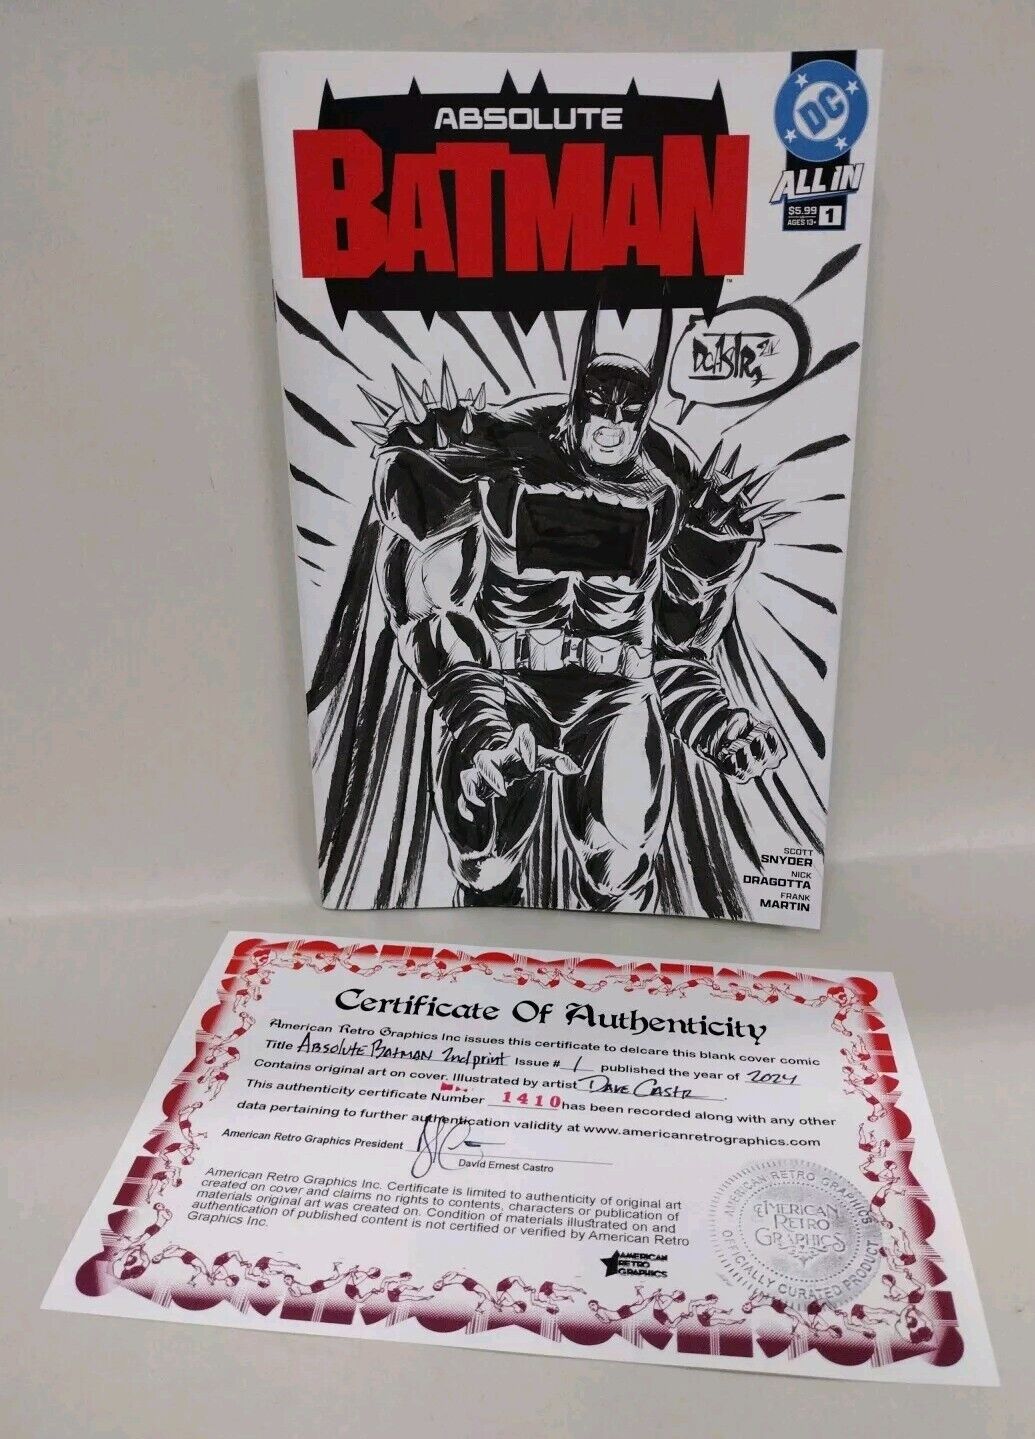 ABSOLUTE
BATMAN
™
DC
ALL IN
$5.99
AGES 13+
1
DCASTR
24
SCOTT
SNYDER
NICK
DRAGOTTA
FRANK
MARTIN
Certificate Of Authenticity
American Retro Graphics Inc issues this certificate to delcare this blank cover comic
Title Absolute Batman 2nd print Issue # 1 published the year of 2024
Contains original art on cover. Illustrated by artist Dave Castr
This authenticity certificate Number 1410 has been recorded along with any other
data pertaining to further authentication validity at www.americanretrographics.com
American Retro Graphics President
David Ernest Castro
American Retro Graphics Inc. Certificate is limited to authenticity of original art
created on cover and claims no rights to contents, characters or publication of
materials original art was created on. Condition of materials illustrated on and
authentication of published content is not certified or verified by American Retro
Graphics Inc.
AMERICAN
RETRO
GRAPHICS
AMERICAN RETRO GRAPHICS
AMERICAN
RETRO
GRAPHICS
OFFICIALLY CURATED PRODUCT